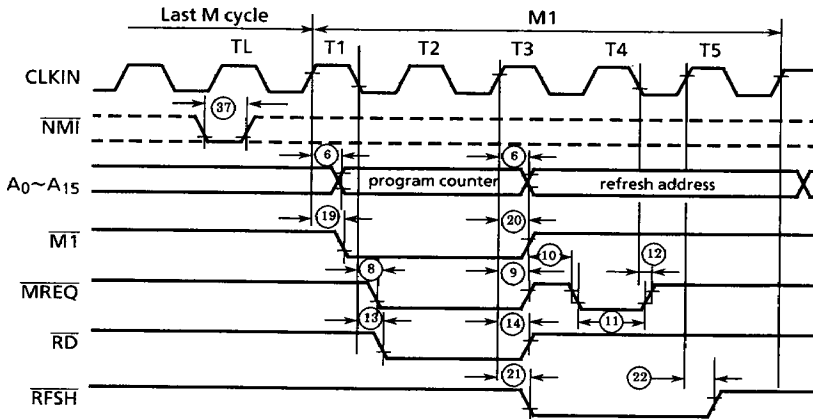 Last M cycle M1
TL T1 T2 T3 T4 T5
CLKIN
37
NMI
6 6
A0~A15 program counter refresh address
19 20
M1
10 12
8 9
MREQ
13 14 11
RD
21 22
RFSH